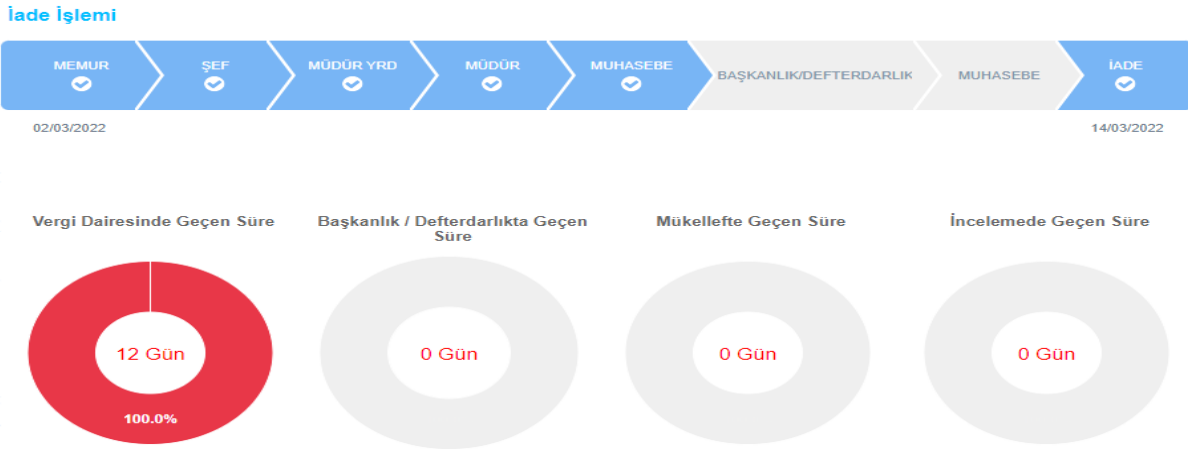 İade İşlemi
MEMUR
ŞEF
MÜDÜR YRD
MÜDÜR
MUHASEBE
BAŞKANLIK/DEFTERDARLIK
MUHASEBE
İADE
02/03/2022
14/03/2022
Vergi Dairesinde Geçen Süre
Başkanlık / Defterdarlıkta Geçen
Süre
Mükellefte Geçen Süre
İncelemede Geçen Süre
12 Gün
0 Gün
0 Gün
0 Gün
100.0%